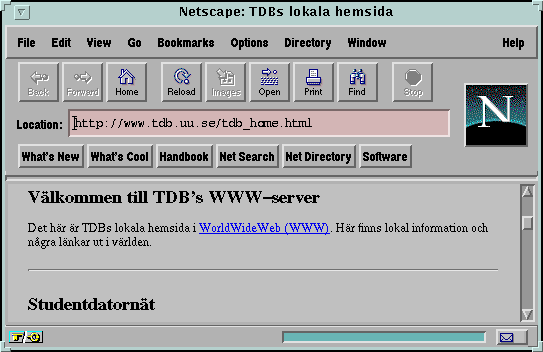 Netscape: TDBs lokala hemsida
File Edit View Go Bookmarks Options Directory Window Help
Back Forward Home Reload Images Open Print Find Stop
Location: http://www.tdb.uu.se/tdb_home.html
N
What's New What's Cool Handbook Net Search Net Directory Software
Välkommen till TDB's WWW-server
Det här är TDBs lokala hemsida i WorldWideWeb (WWW). Här finns lokal information och
några länkar ut i världen.
Studentdatornät